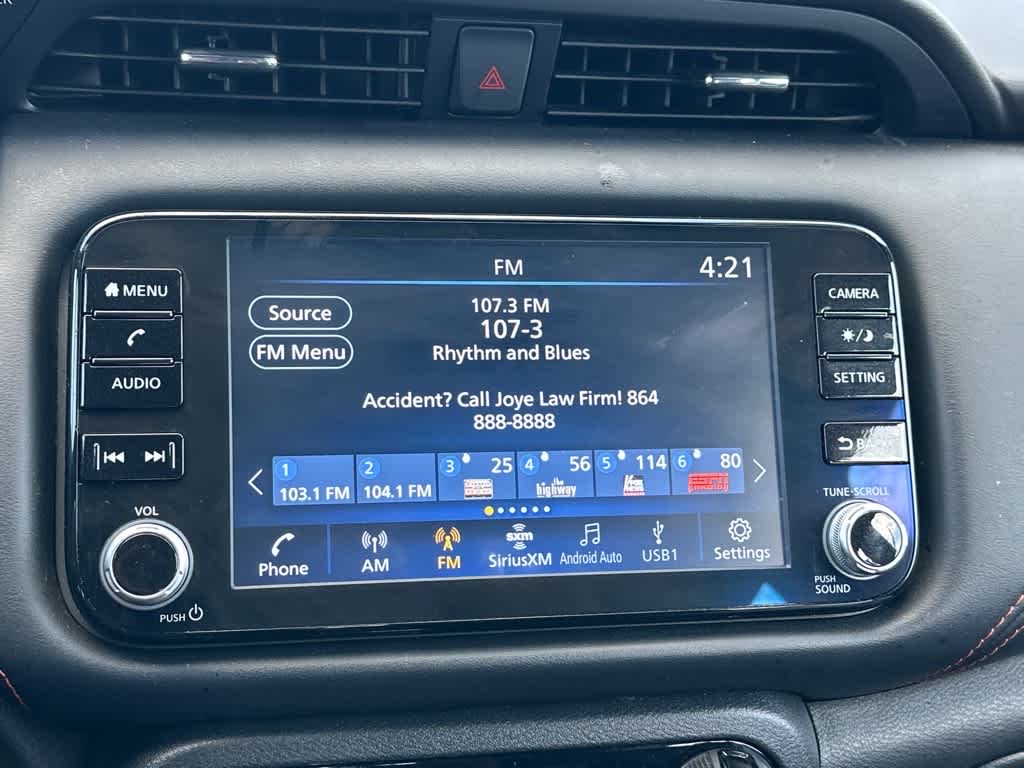 FM
4:21
MENU
AUDIO
VOL
PUSH
Source
FM Menu
107.3 FM
107-3
Rhythm and Blues
Accident? Call Joye Law Firm! 864
888-8888
1
103.1 FM
2
104.1 FM
3 25
4 56
the
highway
5 114
6 80
ESPN
Phone
AM
FM
sxm
SiriusXM
Android Auto
USB1
Settings
CAMERA
SETTING
TUNE·SCROLL
PUSH
SOUND